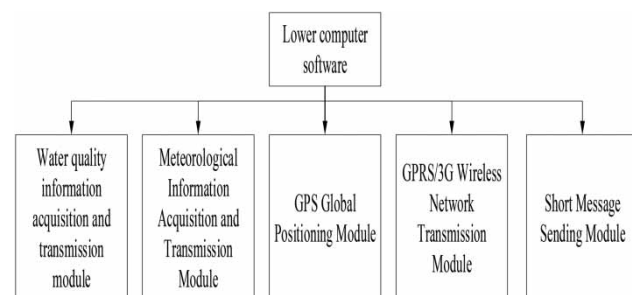 Lower computer
software
Water quality
information
acquisition and
transmission
module
Meteorological
Information
Acquisition and
Transmission
Module
GPS Global
Positioning Module
GPRS/3G Wireless
Network
Transmission
Module
Short Message
Sending Module